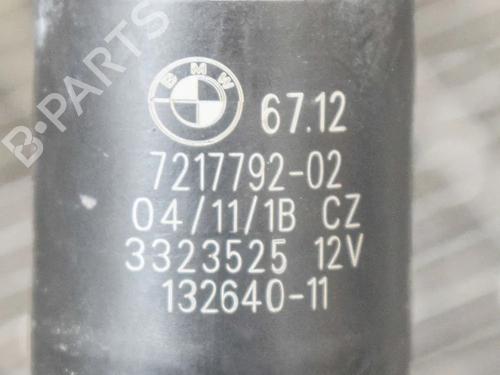 B-PARTS
BMW
67.12
7217792-02
04/11/1B CZ
3323525 12V
132640-11